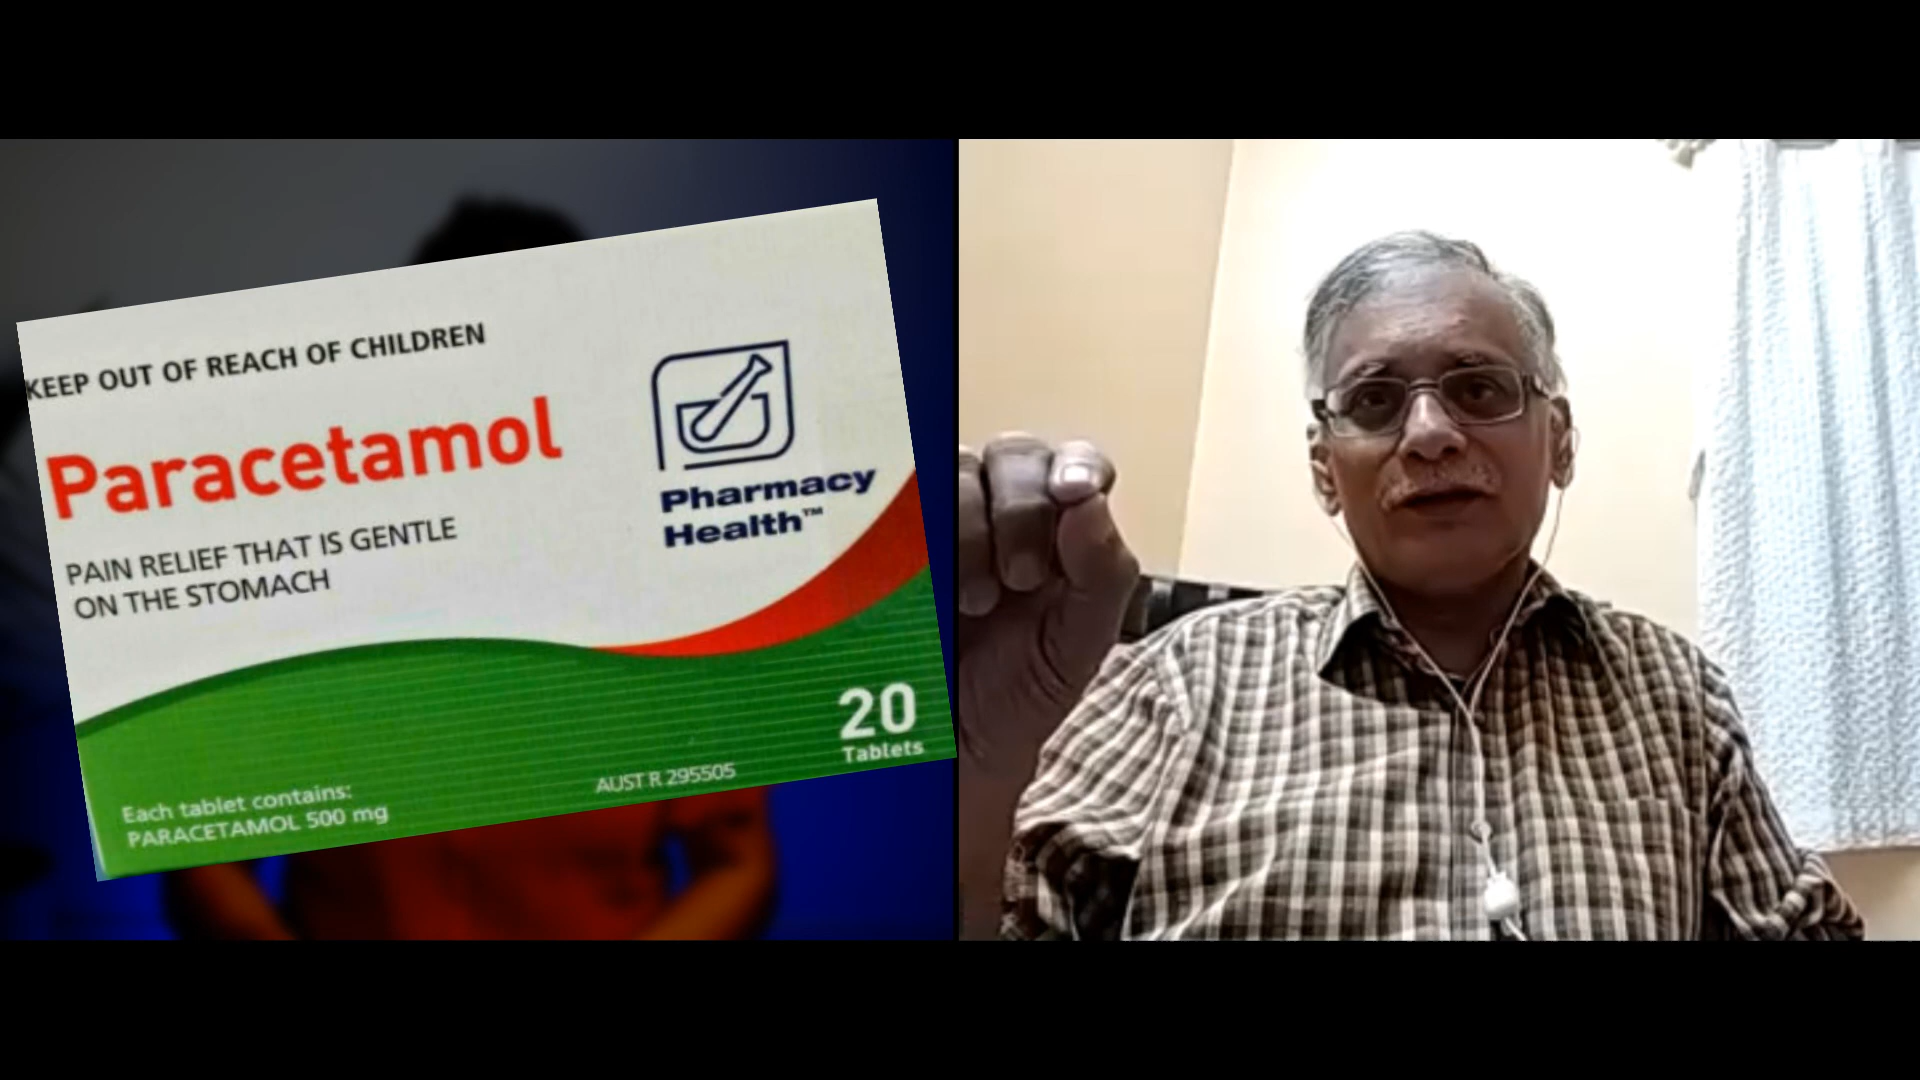 KEEP OUT OF REACH OF CHILDREN
Paracetamol
PAIN RELIEF THAT IS GENTLE
ON THE STOMACH
Pharmacy
Health™
20
Tablets
Each tablet contains:
PARACETAMOL 500 mg
AUST R 295505